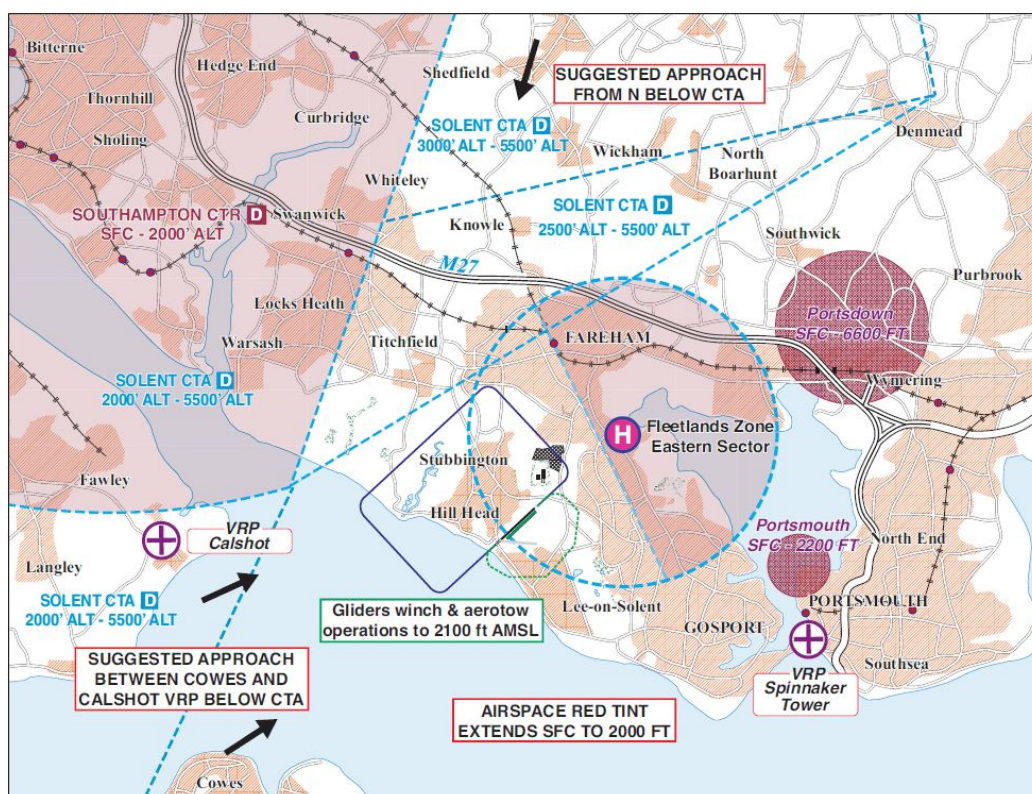 Bitterne
Hedge End
Shedfield
SUGGESTED APPROACH
FROM N BELOW CTA
Thornhill
Curbridge
Sholing
SOLENT CTA D
3000' ALT - 5500' ALT
Wickham
Denmead
North
Boarhunt
Whiteley
SOUTHAMPTON CTR D
SFC - 2000' ALT
Swanwick
Knowle
SOLENT CTA D
2500' ALT - 5500' ALT
Southwick
M27
Purbrook
Locks Heath
Portsdown
SFC - 6600 FT
Warsash
Titchfield
FAREHAM
SOLENT CTA D
2000' ALT - 5500' ALT
Wymering
H
Fleetlands Zone
Eastern Sector
Stubbington
Fawley
Hill Head
VRP
Calshot
Portsmouth
SFC - 2200 FT
North End
Langley
SOLENT CTA D
2000' ALT - 5500' ALT
Gliders winch & aerotow
operations to 2100 ft AMSL
Lee-on-Solent
PORTSMOUTH
GOSPORT
SUGGESTED APPROACH
BETWEEN COWES AND
CALSHOT VRP BELOW CTA
Southsea
VRP
Spinnaker
Tower
AIRSPACE RED TINT
EXTENDS SFC TO 2000 FT
Cowes